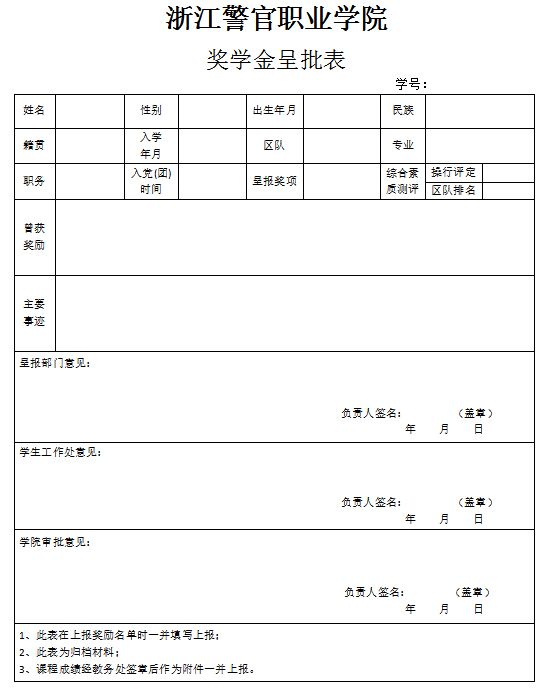 浙江警官职业学院
奖学金呈批表
学号：
姓名 性别 出生年月 民族
籍贯 入学年月 区队 专业
职务 入党(团)时间 呈报奖项 综合素质测评 操行评定
区队排名
曾获
奖励
主要
事迹
呈报部门意见：
负责人签名： （盖章）
年 月 日
学生工作处意见：
负责人签名： （盖章）
年 月 日
学院审批意见：
负责人签名： （盖章）
年 月 日
1、此表在上报奖励名单时一并填写上报；
2、此表为归档材料；
3、课程成绩经教务处签章后作为附件一并上报。